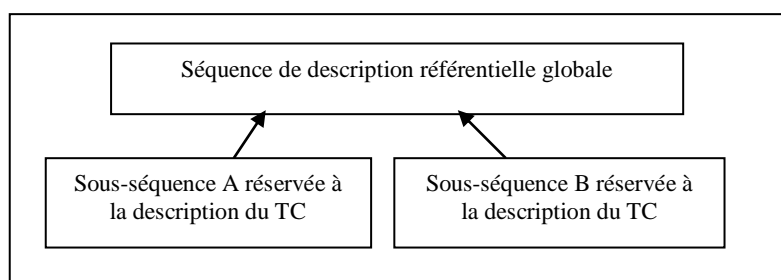 Séquence de description référentielle globale
Sous-séquence A réservée à
la description du TC
Sous-séquence B réservée à
la description du TC